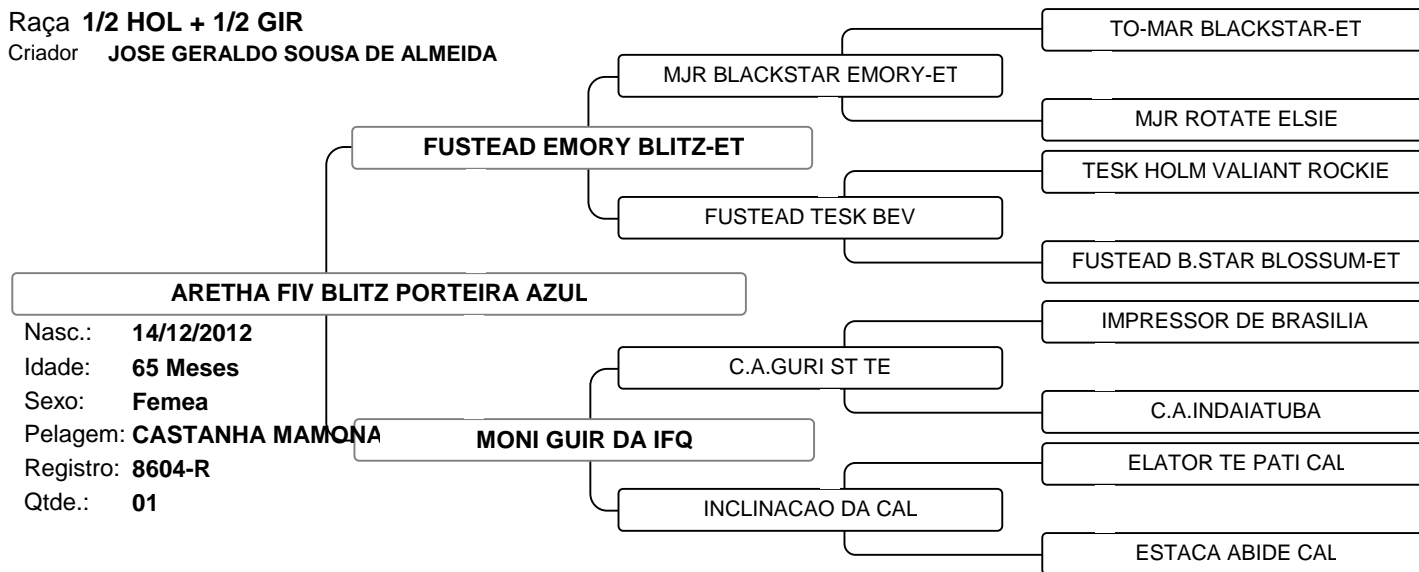 Raça 1/2 HOL + 1/2 GIR
Criador JOSE GERALDO SOUSA DE ALMEIDA
TO-MAR BLACKSTAR-ET
MJR BLACKSTAR EMORY-ET
MJR ROTATE ELSIE
FUSTEAD EMORY BLITZ-ET
TESK HOLM VALIANT ROCKIE
FUSTEAD TESK BEV
FUSTEAD B.STAR BLOSSUM-ET
ARETHA FIV BLITZ PORTEIRA AZUL
Nasc.: 14/12/2012
Idade: 65 Meses
Sexo: Femea
Pelagem: CASTANHA MAMONA
Registro: 8604-R
Qtde.: 01
IMPRESSOR DE BRASILIA
C.A.GURI ST TE
C.A.INDAIATUBA
MONI GUIR DA IFQ
ELATOR TE PATI CAL
INCLINACAO DA CAL
ESTACA ABIDE CAL